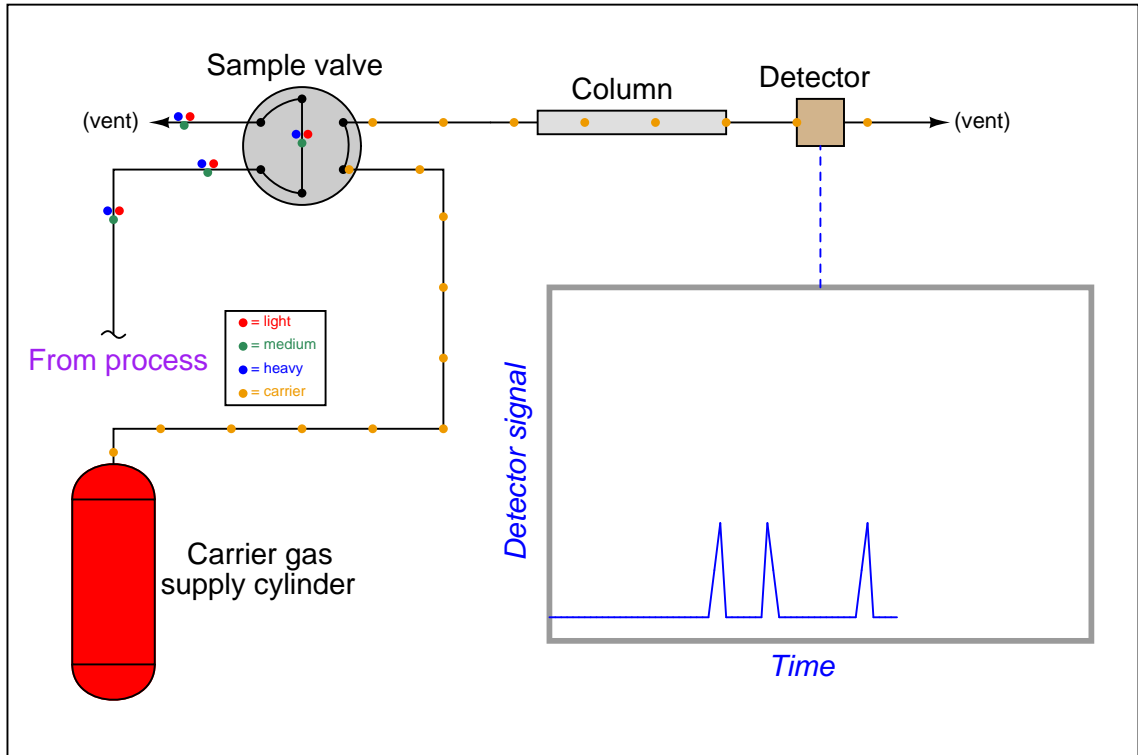 Sample valve
Column
Detector
(vent)
(vent)
= light
= medium
= heavy
= carrier
From process
Detector signal
Carrier gas
supply cylinder
Time